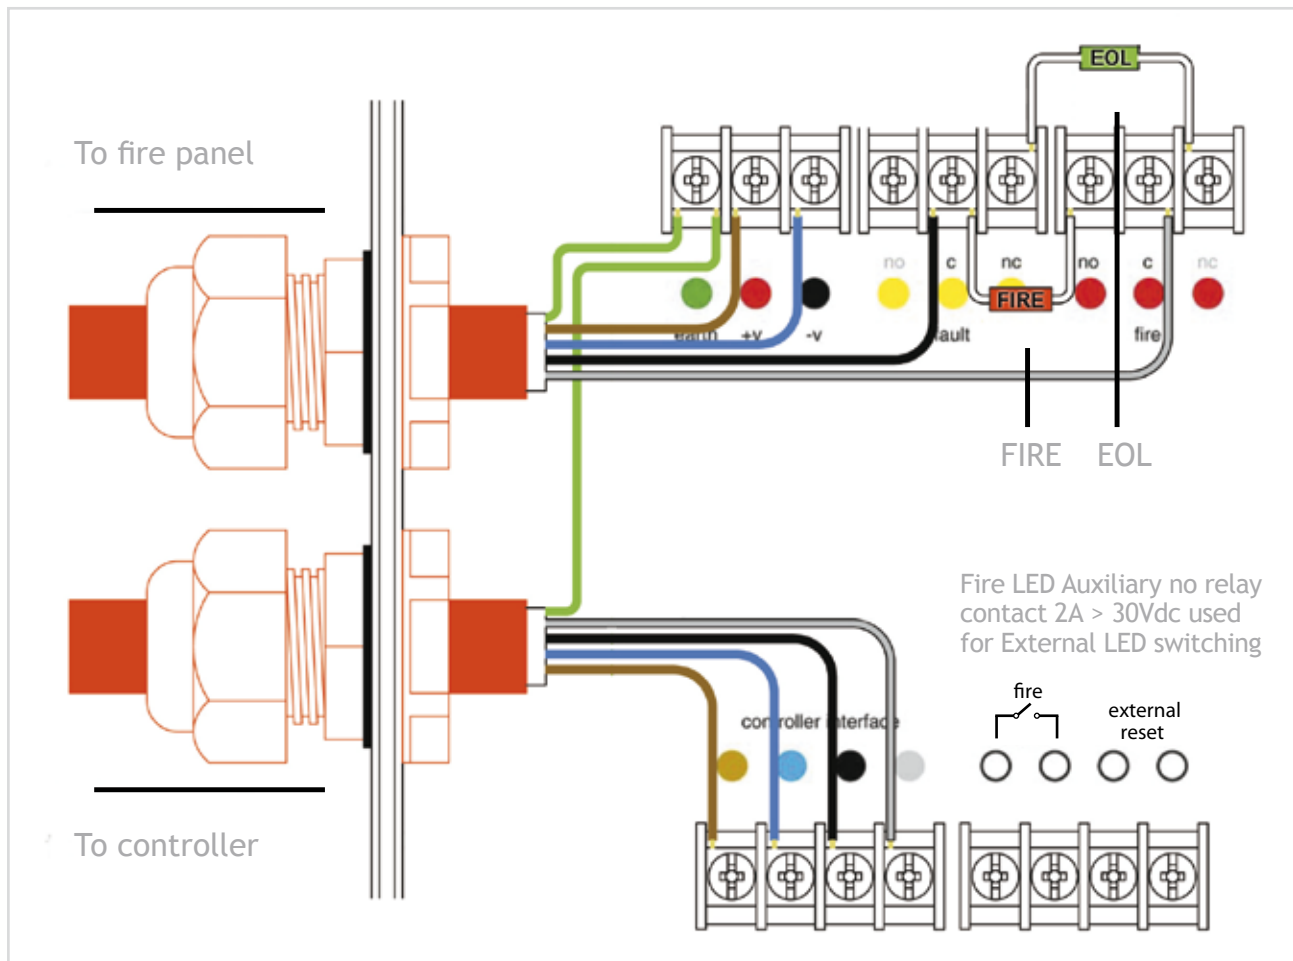 EOL
To fire panel
no c nc no c nc
FIRE
earth +v -v fault fire
FIRE EOL
Fire LED Auxiliary no relay
contact 2A > 30Vdc used
for External LED switching
fire
external
reset
controller interface
To controller